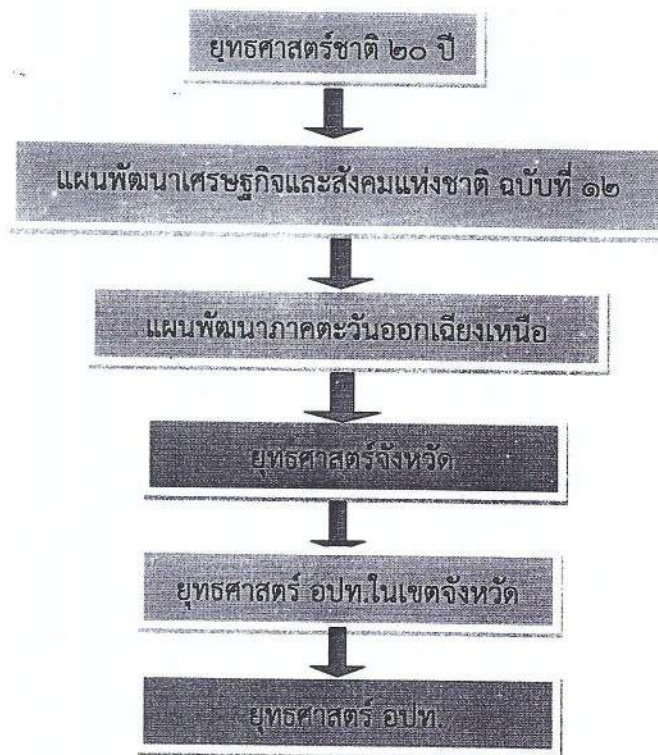 ยุทธศาสตร์ชาติ ๒๐ ปี
แผนพัฒนาเศรษฐกิจและสังคมแห่งชาติ ฉบับที่ ๑๒
แผนพัฒนาภาคตะวันออกเฉียงเหนือ
ยุทธศาสตร์จังหวัด
ยุทธศาสตร์ อปท.ในเขตจังหวัด
ยุทธศาสตร์ อปท.